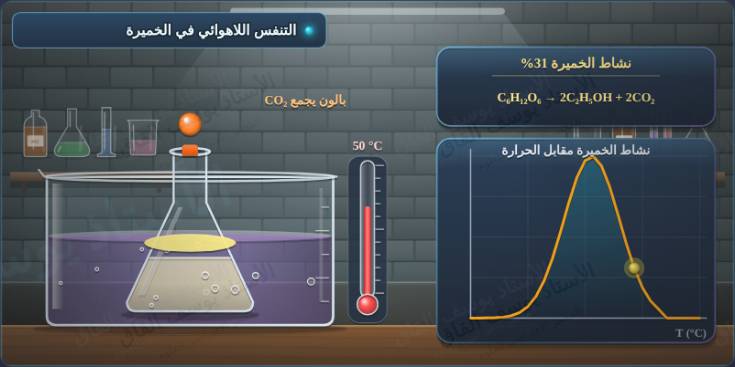 التنفس اللاهوائي في الخميرة
نشاط الخميرة 31%
C₆H₁₂O₆ → 2C₂H₅OH + 2CO₂
بالون يجمع CO₂
50 °C
نشاط الخميرة مقابل الحرارة
T (°C)